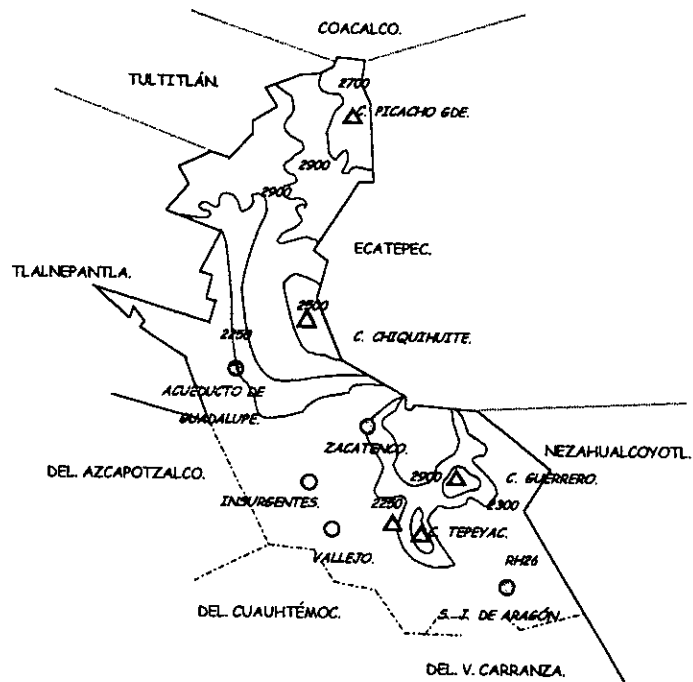 COACALCO.
TULTITLÁN.
2700
C. PICACHO GDE.
2900
2900
ECATEPEC.
TLALNEPANTLA.
2500
2250
C. CHIQUIHUITE.
ACUEDUCTO DE
GUADALUPE.
ZACATENCO.
NEZAHUALCOYOTL.
DEL. AZCAPOTZALCO.
2900
C. GUERRERO.
INSURGENTES.
2250
2300
C. TEPEYAC.
VALLEJO.
RH26
DEL. CUAUHTÉMOC.
S. J. DE ARAGÓN.
DEL. V. CARRANZA.